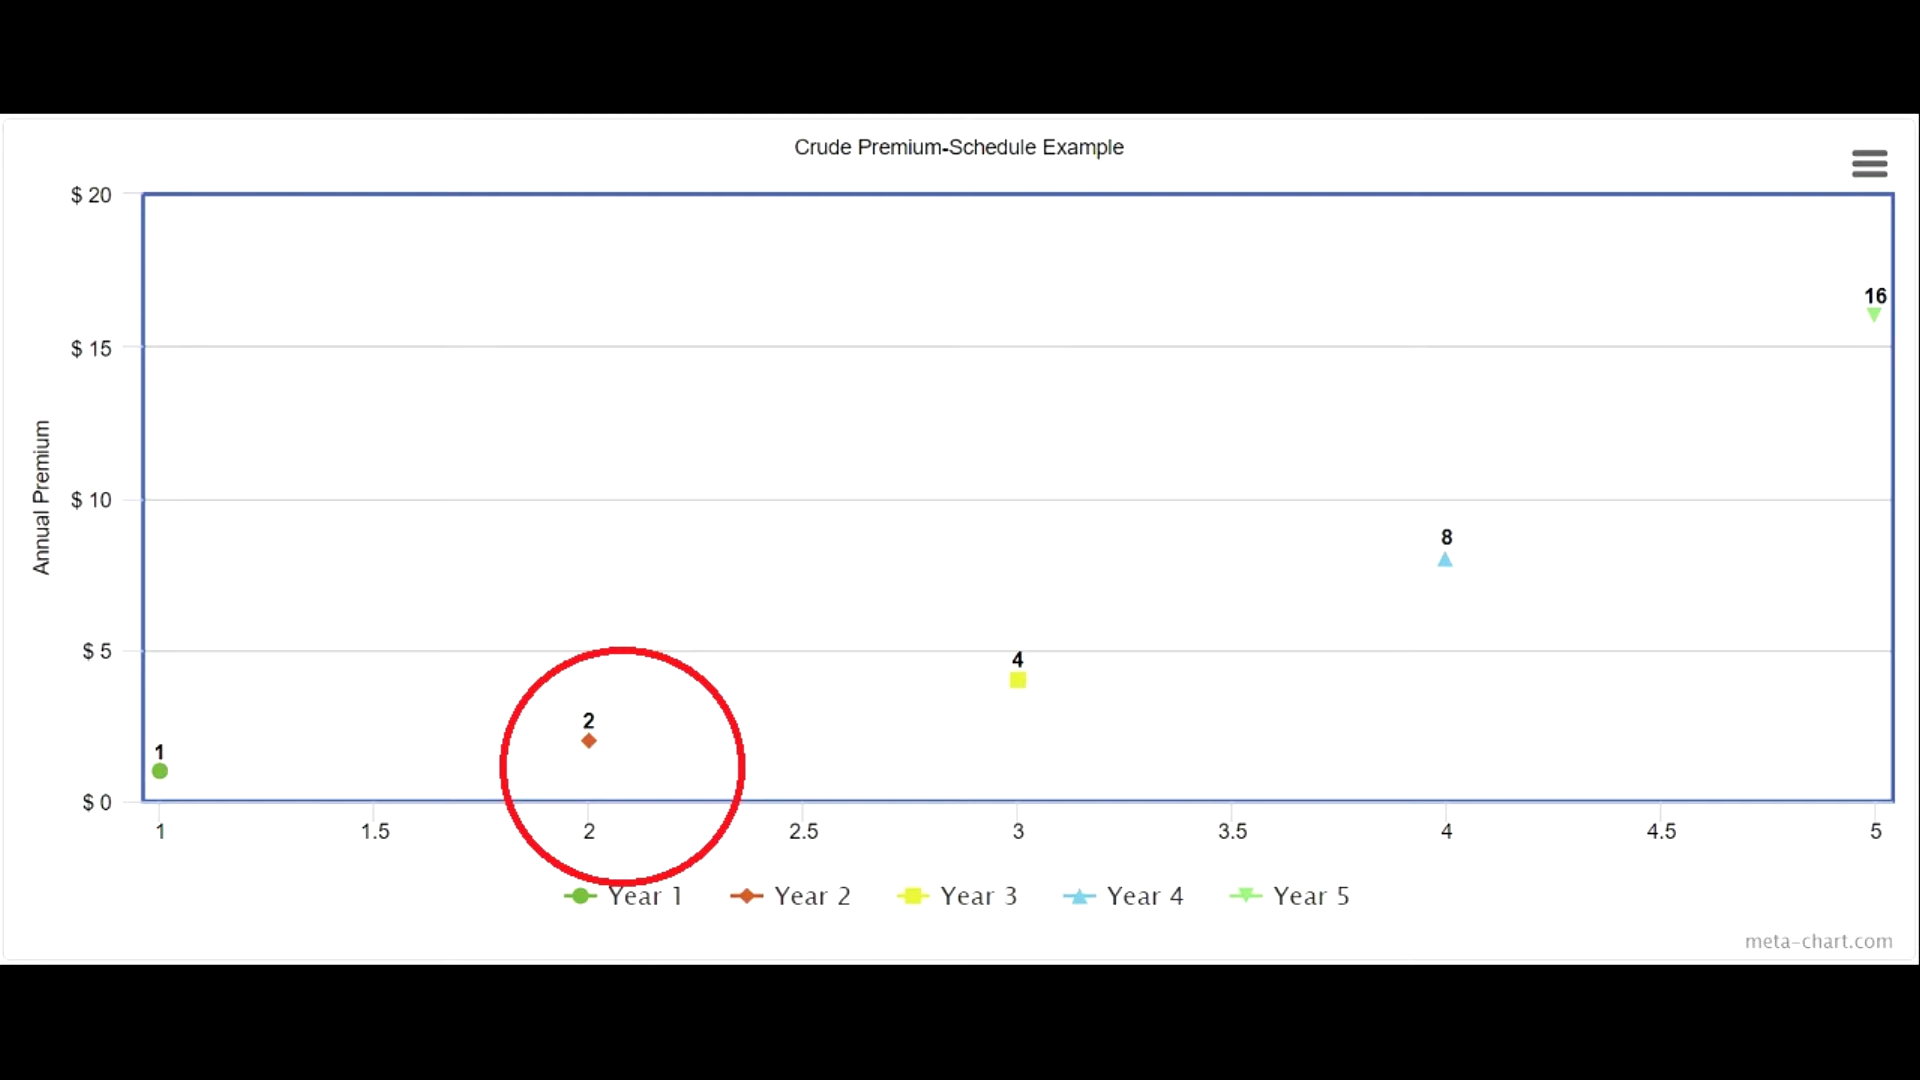 Crude Premium-Schedule Example
$ 20
$ 15
$ 10
$ 5
$ 0
Annual Premium
1
2
4
8
16
1 1.5 2 2.5 3 3.5 4 4.5 5
Year 1 Year 2 Year 3 Year 4 Year 5
meta-chart.com